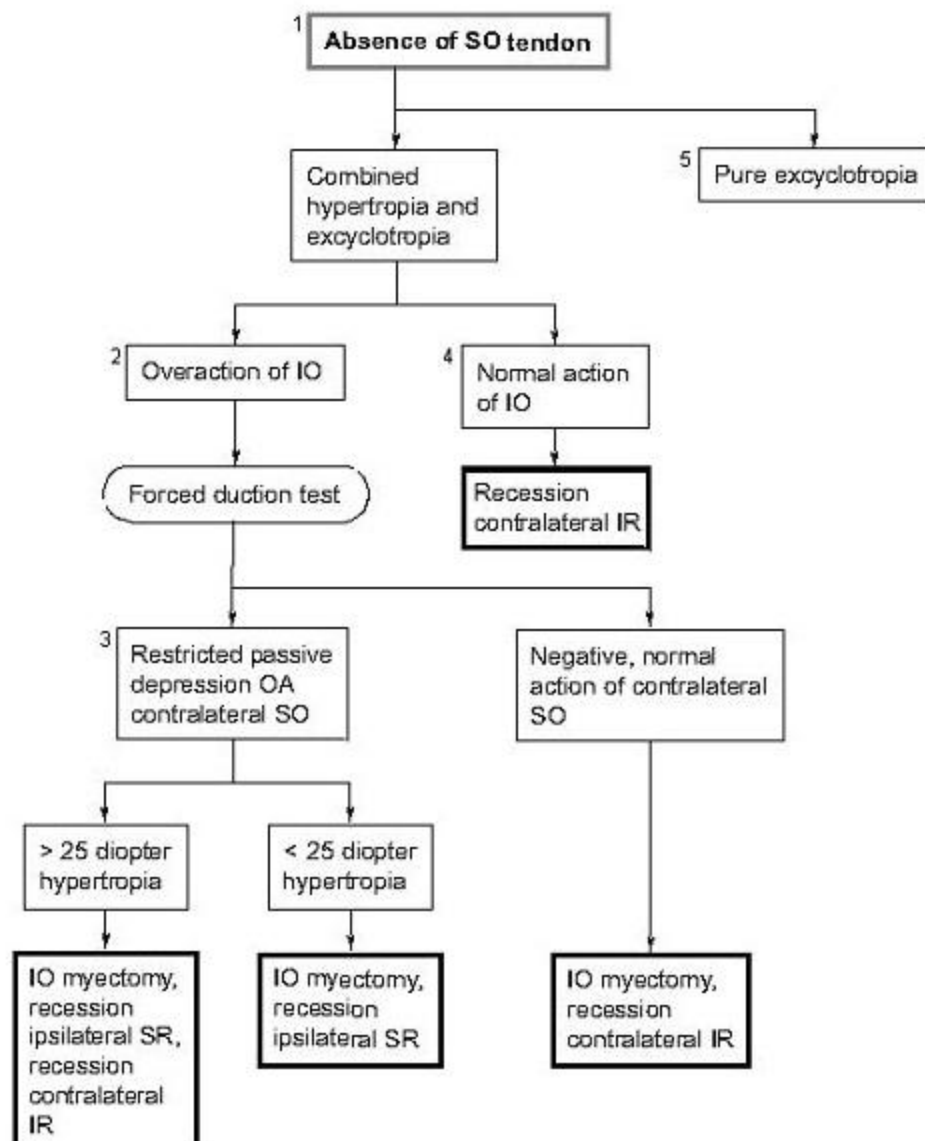 1
Absence of SO tendon
Combined
hypertropia and
excyclotropia
5
Pure excyclotropia
2
Overaction of IO
4
Normal action
of IO
Forced duction test
Recession
contralateral IR
3
Restricted passive
depression OA
contralateral SO
Negative, normal
action of contralateral
SO
> 25 diopter
hypertropia
< 25 diopter
hypertropia
IO myectomy,
recession
ipsilateral SR,
recession
contralateral
IR
IO myectomy,
recession
ipsilateral SR
IO myectomy,
recession
contralateral IR